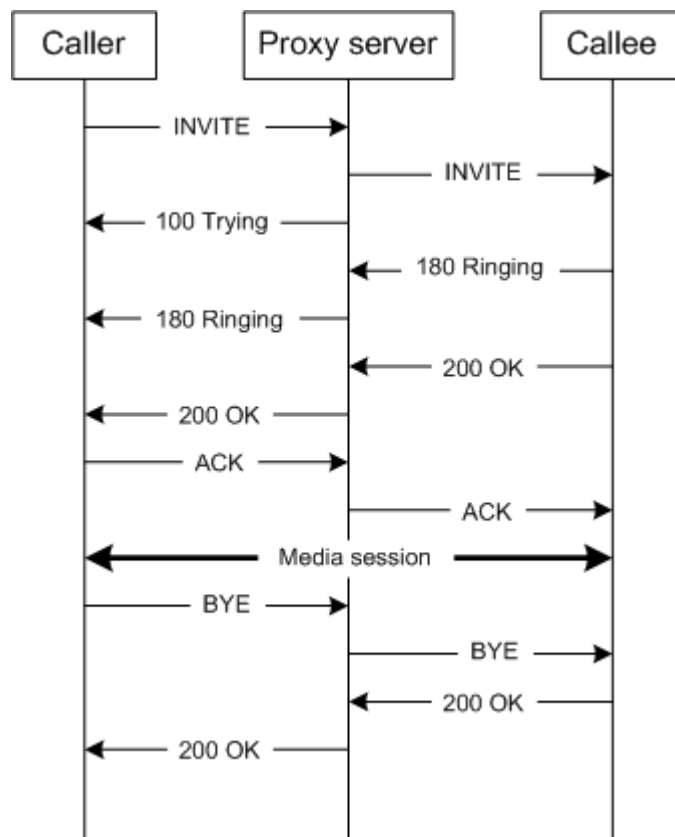 Caller
Proxy server
Callee
INVITE
INVITE
100 Trying
180 Ringing
180 Ringing
200 OK
200 OK
ACK
ACK
Media session
BYE
BYE
200 OK
200 OK